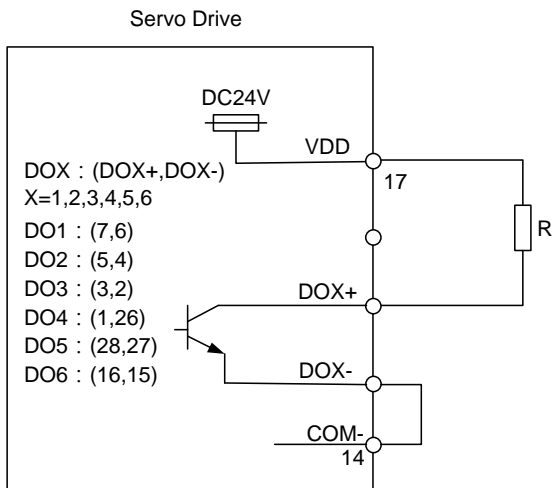 Servo Drive
DC24V
VDD
17
DOX : (DOX+,DOX-)
X=1,2,3,4,5,6
R
DO1 : (7,6)
DO2 : (5,4)
DO3 : (3,2)
DOX+
DO4 : (1,26)
DO5 : (28,27)
DO6 : (16,15)
DOX-
COM-
14